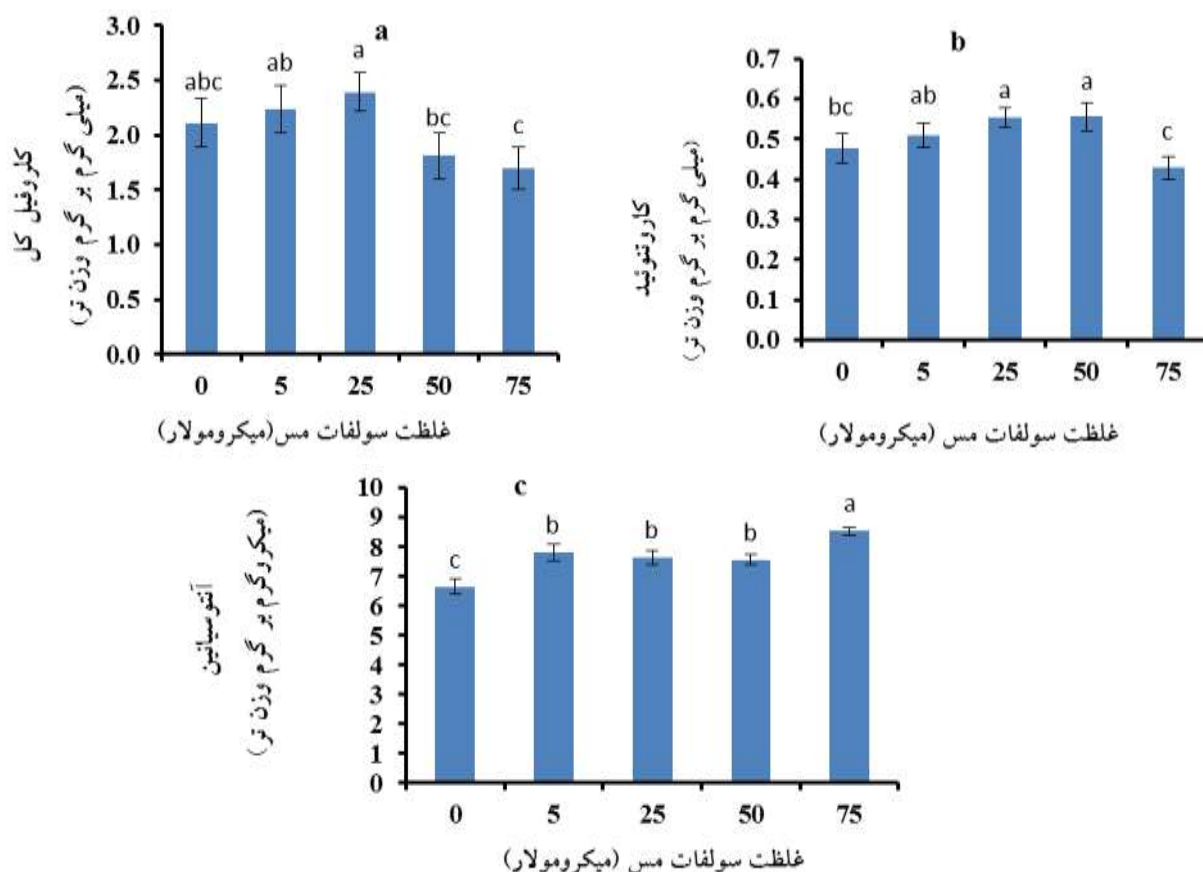 a
کلروفیل کل
(میلی گرم بر گرم وزن تر)
3.0
2.5
2.0
1.5
1.0
0.5
0.0
abc
ab
a
bc
c
0 5 25 50 75
غلظت سولفات مس(میکرومولار)
b
کاروتنوئید
(میلی گرم بر گرم وزن تر)
0.7
0.6
0.5
0.4
0.3
0.2
0.1
0.0
bc
ab
a
a
c
0 5 25 50 75
غلظت سولفات مس (میکرومولار)
c
آنتوسیانین
(میکروگرم بر گرم وزن تر)
10
9
8
7
6
5
4
3
2
1
0
c
b
b
b
a
0 5 25 50 75
غلظت سولفات مس (میکرومولار)